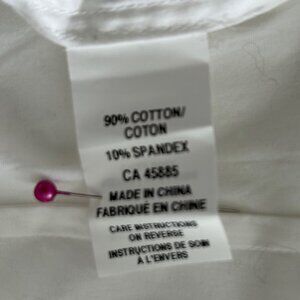 90% COTTON/
COTON
10% SPANDEX
CA 45885
MADE IN CHINA
FABRIQUÉ EN CHINE
CARE INSTRUCTIONS
ON REVERSE
INSTRUCTIONS DE SOIN
A L'ENVERS